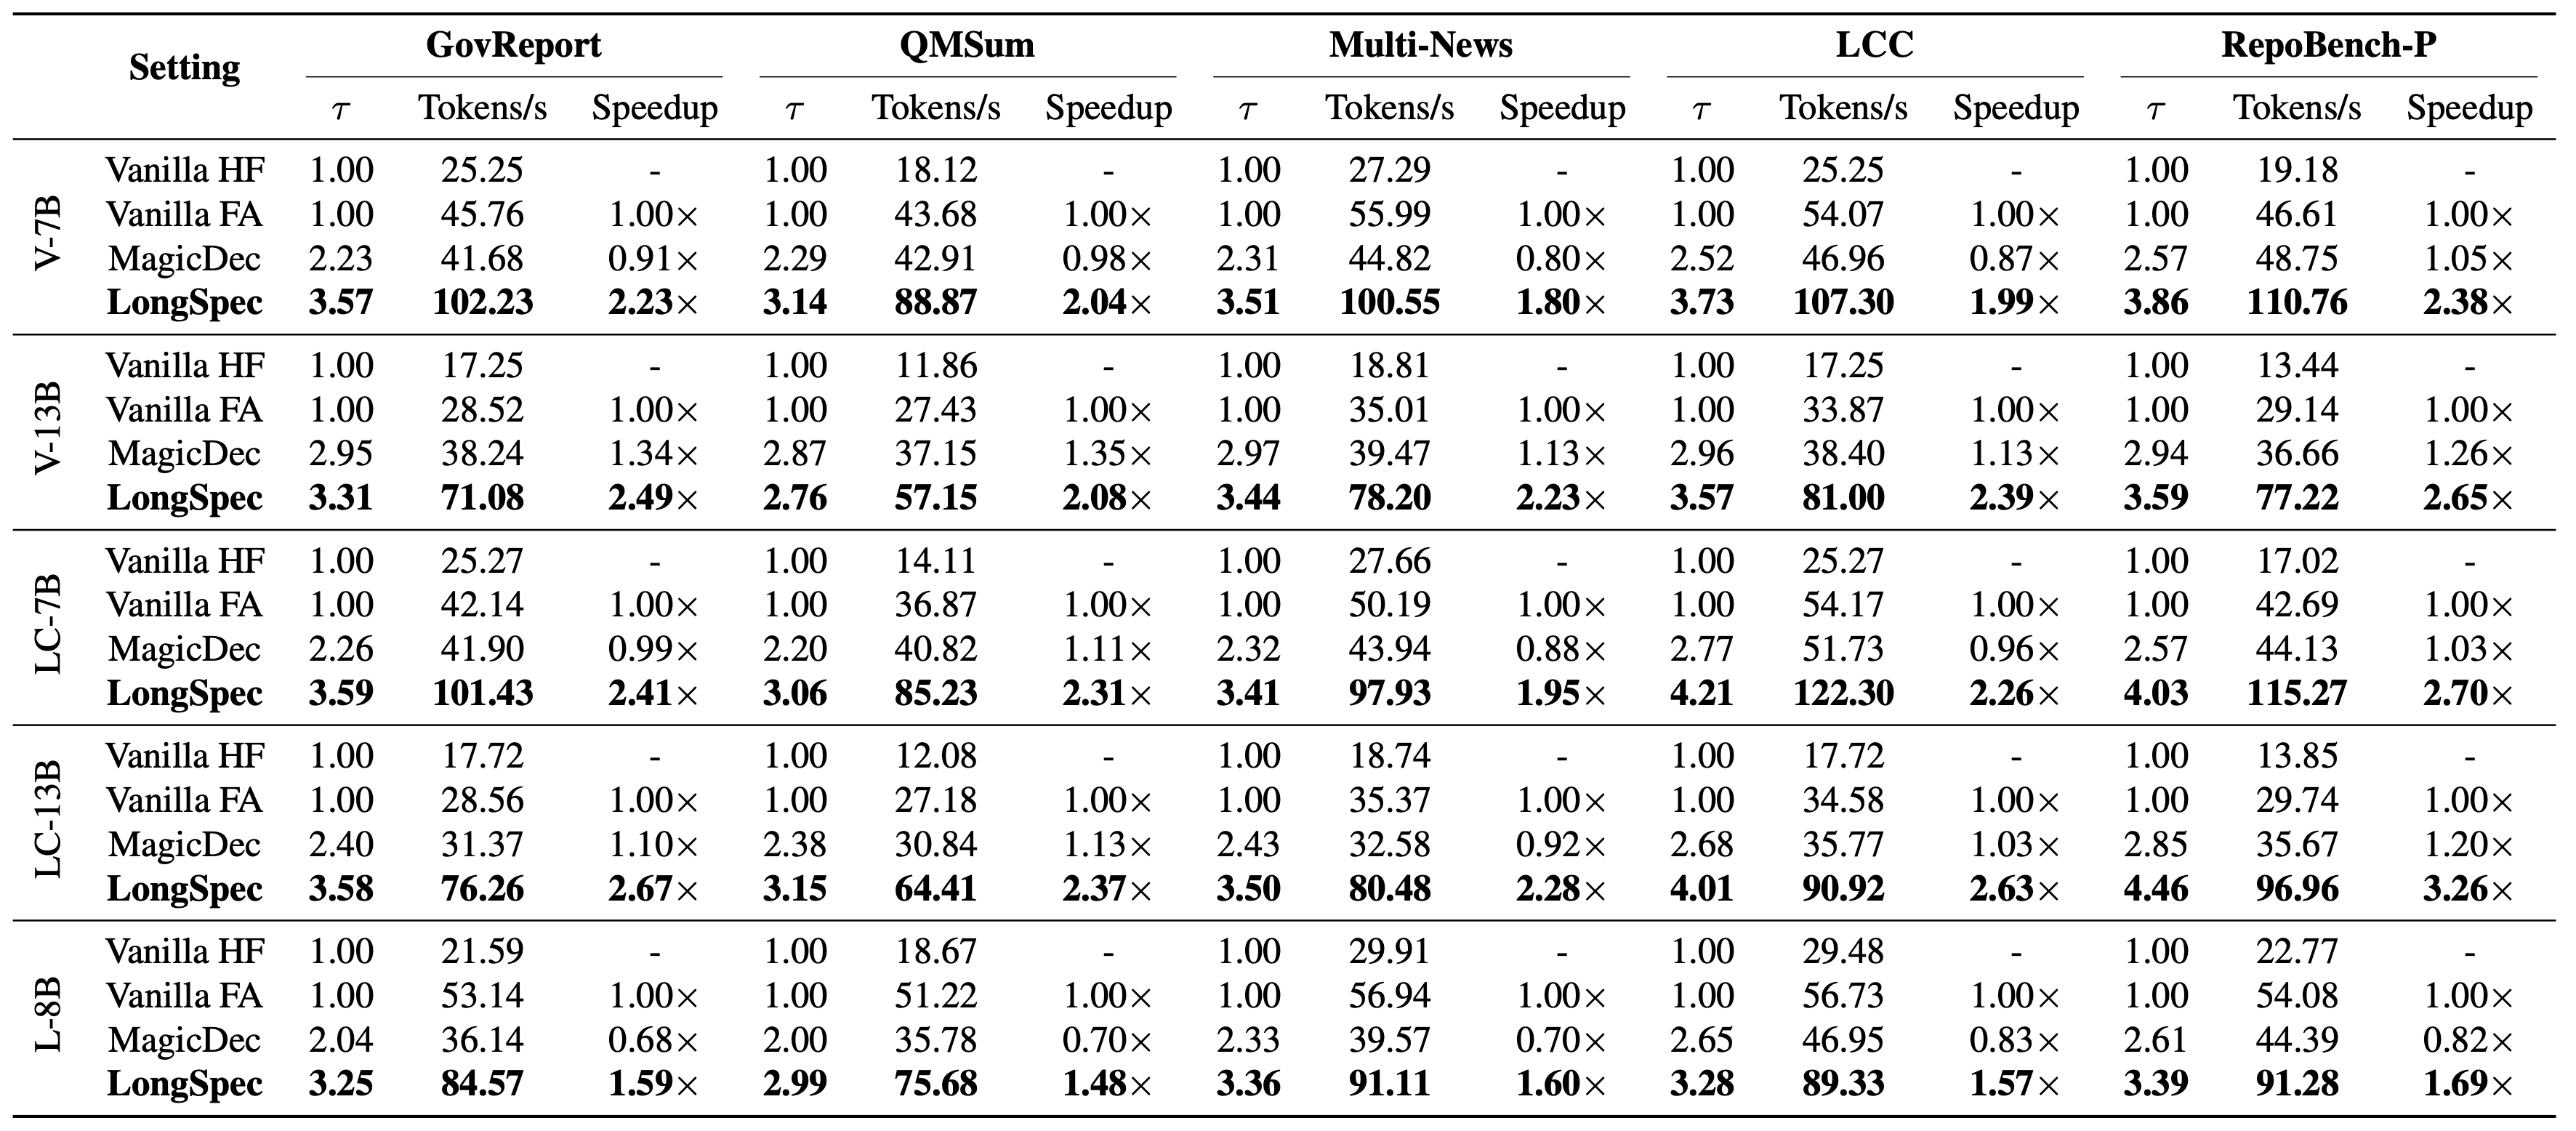 Setting GovReport QMSum Multi-News LCC RepoBench-P
τ Tokens/s Speedup τ Tokens/s Speedup τ Tokens/s Speedup τ Tokens/s Speedup τ Tokens/s Speedup
V-7B
Vanilla HF 1.00 25.25 - 1.00 18.12 - 1.00 27.29 - 1.00 25.25 - 1.00 19.18 -
Vanilla FA 1.00 45.76 1.00× 1.00 43.68 1.00× 1.00 55.99 1.00× 1.00 54.07 1.00× 1.00 46.61 1.00×
MagicDec 2.23 41.68 0.91× 2.29 42.91 0.98× 2.31 44.82 0.80× 2.52 46.96 0.87× 2.57 48.75 1.05×
LongSpec 3.57 102.23 2.23× 3.14 88.87 2.04× 3.51 100.55 1.80× 3.73 107.30 1.99× 3.86 110.76 2.38×
V-13B
Vanilla HF 1.00 17.25 - 1.00 11.86 - 1.00 18.81 - 1.00 17.25 - 1.00 13.44 -
Vanilla FA 1.00 28.52 1.00× 1.00 27.43 1.00× 1.00 35.01 1.00× 1.00 33.87 1.00× 1.00 29.14 1.00×
MagicDec 2.95 38.24 1.34× 2.87 37.15 1.35× 2.97 39.47 1.13× 2.96 38.40 1.13× 2.94 36.66 1.26×
LongSpec 3.31 71.08 2.49× 2.76 57.15 2.08× 3.44 78.20 2.23× 3.57 81.00 2.39× 3.59 77.22 2.65×
LC-7B
Vanilla HF 1.00 25.27 - 1.00 14.11 - 1.00 27.66 - 1.00 25.27 - 1.00 17.02 -
Vanilla FA 1.00 42.14 1.00× 1.00 36.87 1.00× 1.00 50.19 1.00× 1.00 54.17 1.00× 1.00 42.69 1.00×
MagicDec 2.26 41.90 0.99× 2.20 40.82 1.11× 2.32 43.94 0.88× 2.77 51.73 0.96× 2.57 44.13 1.03×
LongSpec 3.59 101.43 2.41× 3.06 85.23 2.31× 3.41 97.93 1.95× 4.21 122.30 2.26× 4.03 115.27 2.70×
LC-13B
Vanilla HF 1.00 17.72 - 1.00 12.08 - 1.00 18.74 - 1.00 17.72 - 1.00 13.85 -
Vanilla FA 1.00 28.56 1.00× 1.00 27.18 1.00× 1.00 35.37 1.00× 1.00 34.58 1.00× 1.00 29.74 1.00×
MagicDec 2.40 31.37 1.10× 2.38 30.84 1.13× 2.43 32.58 0.92× 2.68 35.77 1.03× 2.85 35.67 1.20×
LongSpec 3.58 76.26 2.67× 3.15 64.41 2.37× 3.50 80.48 2.28× 4.01 90.92 2.63× 4.46 96.96 3.26×
L-8B
Vanilla HF 1.00 21.59 - 1.00 18.67 - 1.00 29.91 - 1.00 29.48 - 1.00 22.77 -
Vanilla FA 1.00 53.14 1.00× 1.00 51.22 1.00× 1.00 56.94 1.00× 1.00 56.73 1.00× 1.00 54.08 1.00×
MagicDec 2.04 36.14 0.68× 2.00 35.78 0.70× 2.33 39.57 0.70× 2.65 46.95 0.83× 2.61 44.39 0.82×
LongSpec 3.25 84.57 1.59× 2.99 75.68 1.48× 3.36 91.11 1.60× 3.28 89.33 1.57× 3.39 91.28 1.69×